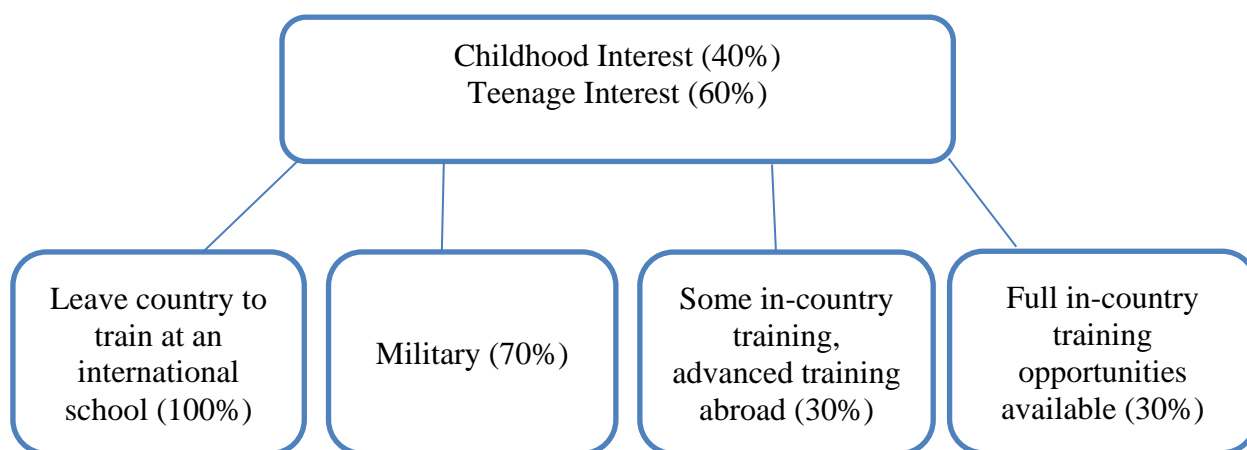 Childhood Interest (40%)
Teenage Interest (60%)
Leave country to
train at an
international
school (100%)
Military (70%)
Some in-country
training,
advanced training
abroad (30%)
Full in-country
training
opportunities
available (30%)